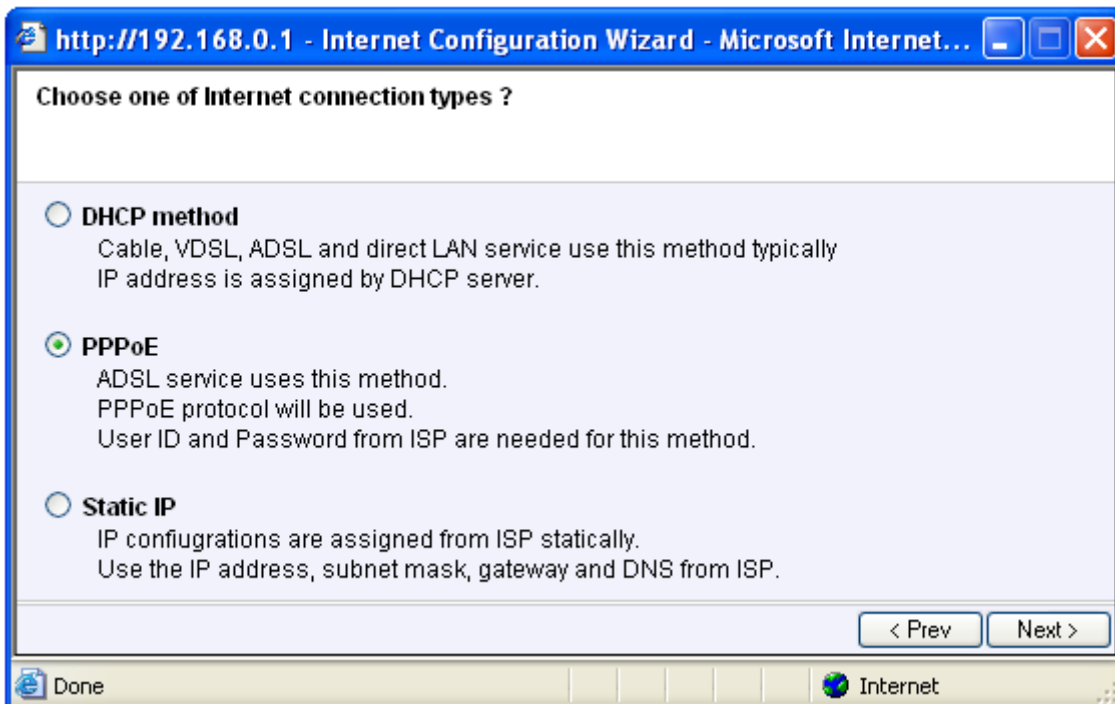 http://192.168.0.1 - Internet Configuration Wizard - Microsoft Internet...
Choose one of Internet connection types ?
DHCP method
Cable, VDSL, ADSL and direct LAN service use this method typically
IP address is assigned by DHCP server.
PPPoE
ADSL service uses this method.
PPPoE protocol will be used.
User ID and Password from ISP are needed for this method.
Static IP
IP confiugrations are assigned from ISP statically.
Use the IP address, subnet mask, gateway and DNS from ISP.
< Prev Next >
Done Internet